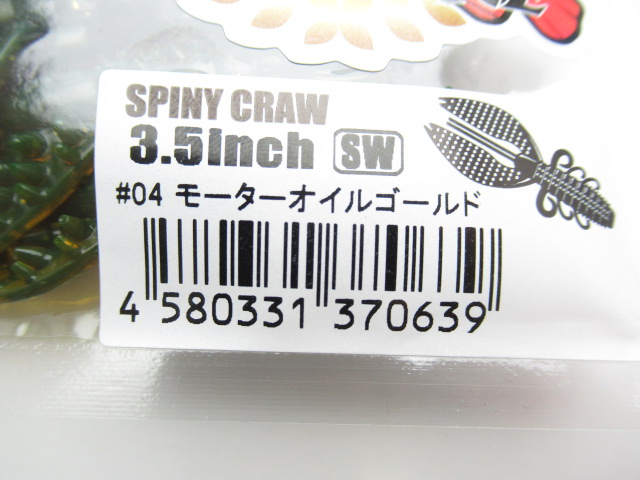 SPINY CRAW
3.5inch SW
#04 モーターオイルゴールド
4 580331 370639